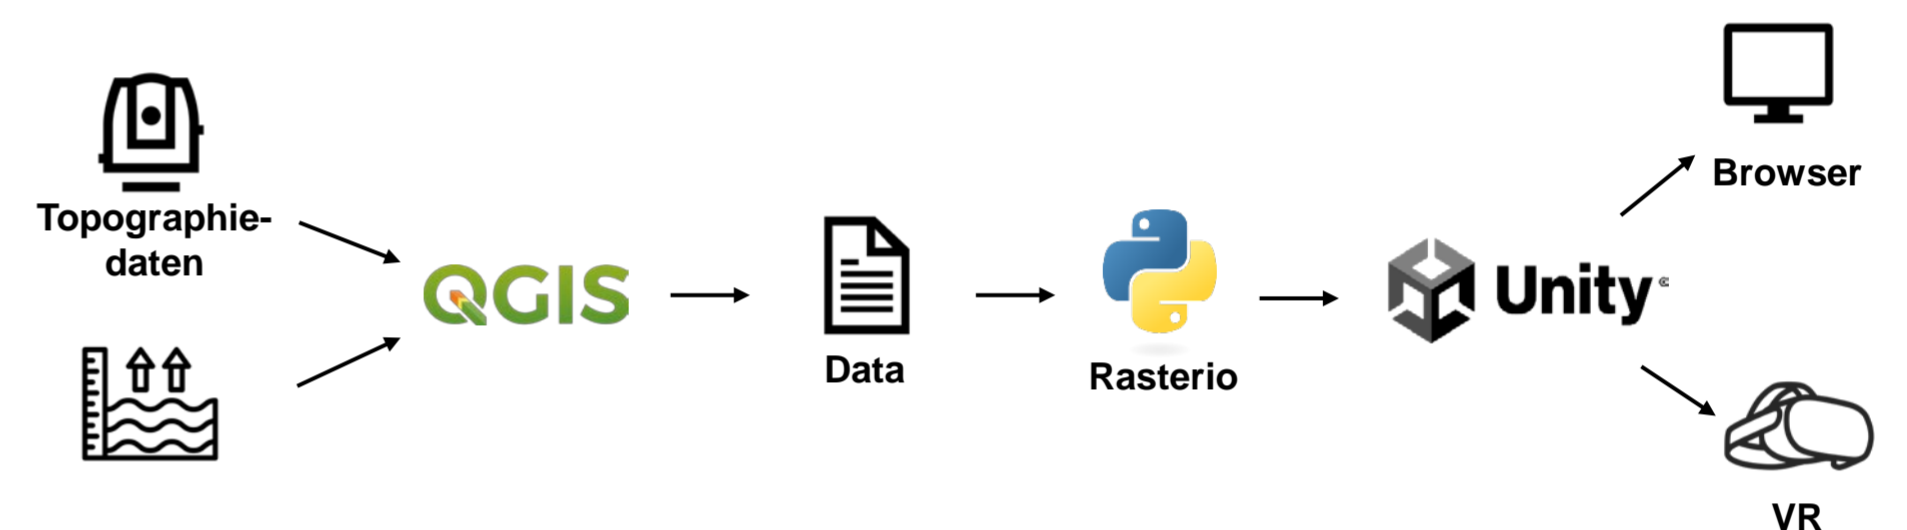 Topographie-
daten
QGIS
Data
Rasterio
Unity
Browser
VR